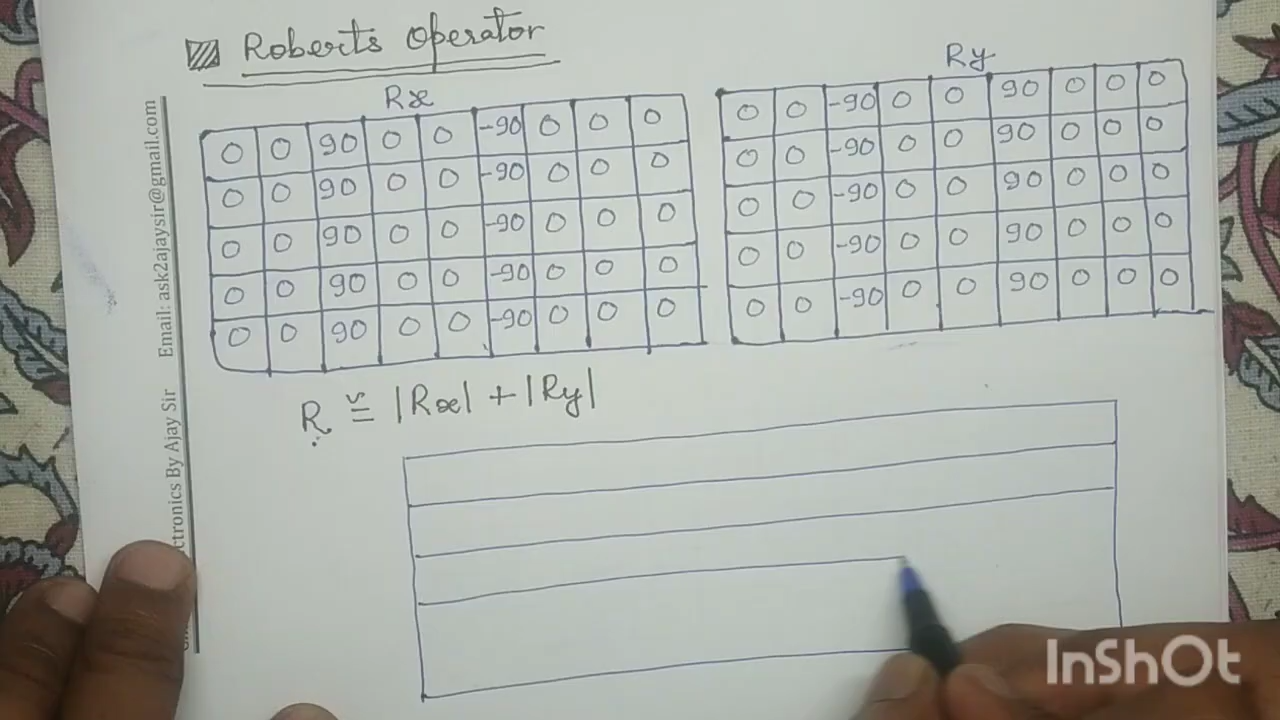 Roberts Operator
Rx
0 0 90 0 0 -90 0 0 0
0 0 90 0 0 -90 0 0 0
0 0 90 0 0 -90 0 0 0
0 0 90 0 0 -90 0 0 0
0 0 90 0 0 -90 0 0 0
Ry
0 0 -90 0 0 90 0 0 0
0 0 -90 0 0 90 0 0 0
0 0 -90 0 0 90 0 0 0
0 0 -90 0 0 90 0 0 0
0 0 -90 0 0 90 0 0 0
R ≅ |Rx| + |Ry|
ctronics By Ajay Sir Email: ask2ajaysir@gmail.com
InShOt